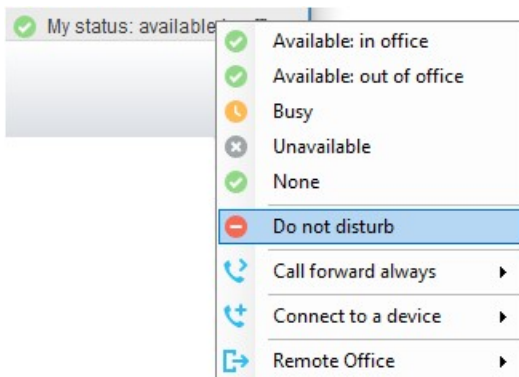 My status: available
Available: in office
Available: out of office
Busy
Unavailable
None
Do not disturb
Call forward always
Connect to a device
Remote Office